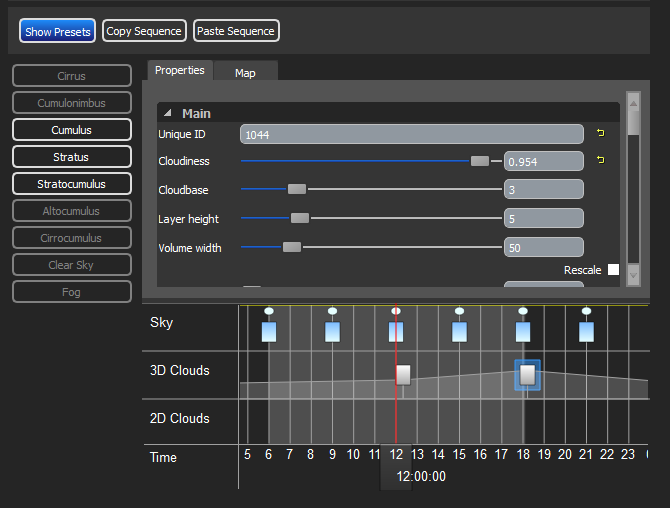 Show Presets Copy Sequence Paste Sequence
Cirrus
Cumulonimbus
Cumulus
Stratus
Stratocumulus
Altocumulus
Cirrocumulus
Clear Sky
Fog
Properties Map
Main
Unique ID 1044
Cloudiness 0.954
Cloudbase 3
Layer height 5
Volume width 50
Rescale
Sky
3D Clouds
2D Clouds
Time 5 6 7 8 9 10 11 12 13 14 15 16 17 18 19 20 21 22 23
12:00:00